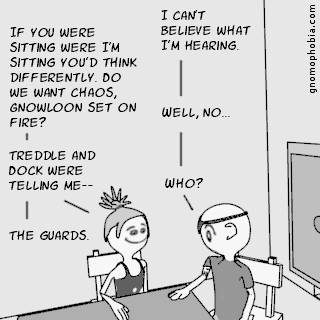 IF YOU WERE
SITTING WERE I'M
SITTING YOU'D THINK
DIFFERENTLY. DO
WE WANT CHAOS,
GNOWLOON SET ON
FIRE?
I CAN'T
BELIEVE WHAT
I'M HEARING.
WELL, NO...
TREDDLE AND
DOCK WERE
TELLING ME--
WHO?
THE GUARDS.
gnomophobia.com